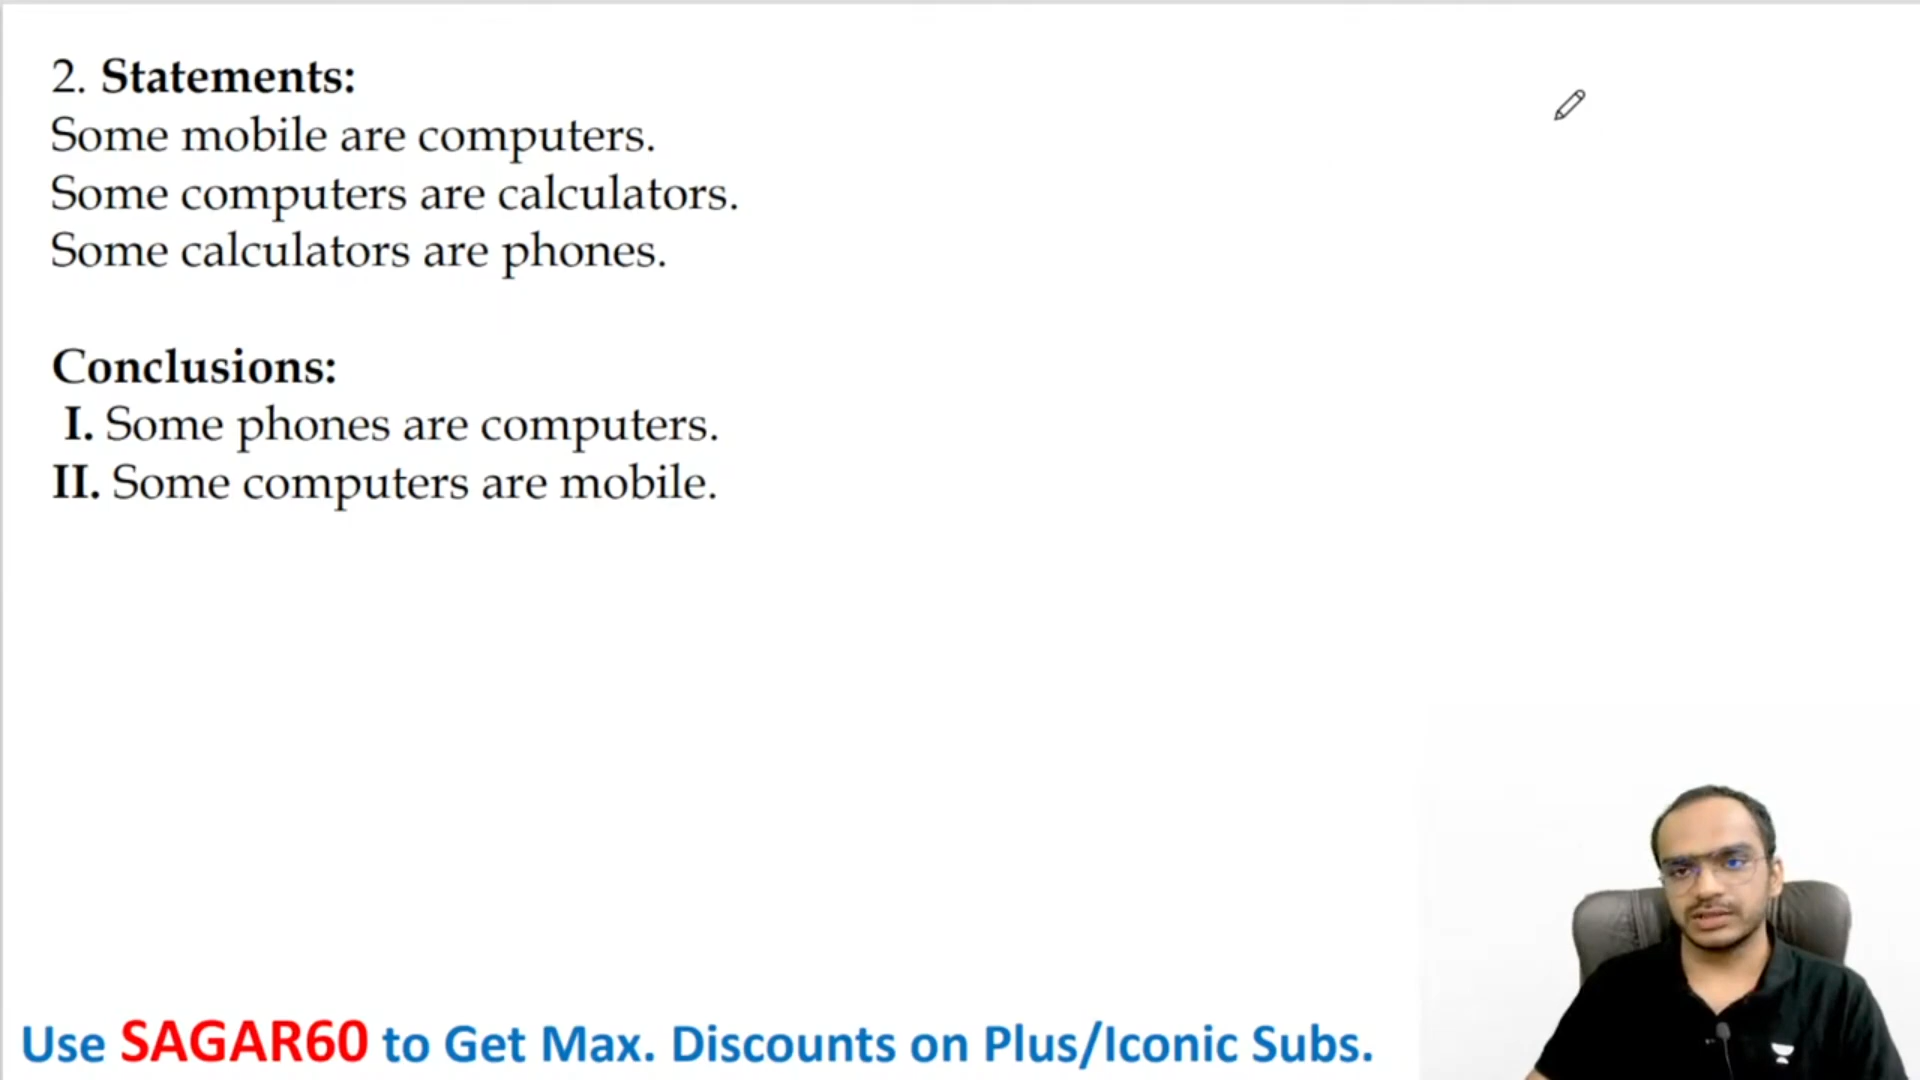 2. Statements:
Some mobile are computers.
Some computers are calculators.
Some calculators are phones.
Conclusions:
I. Some phones are computers.
II. Some computers are mobile.
Use SAGAR60 to Get Max. Discounts on Plus/Iconic Subs.